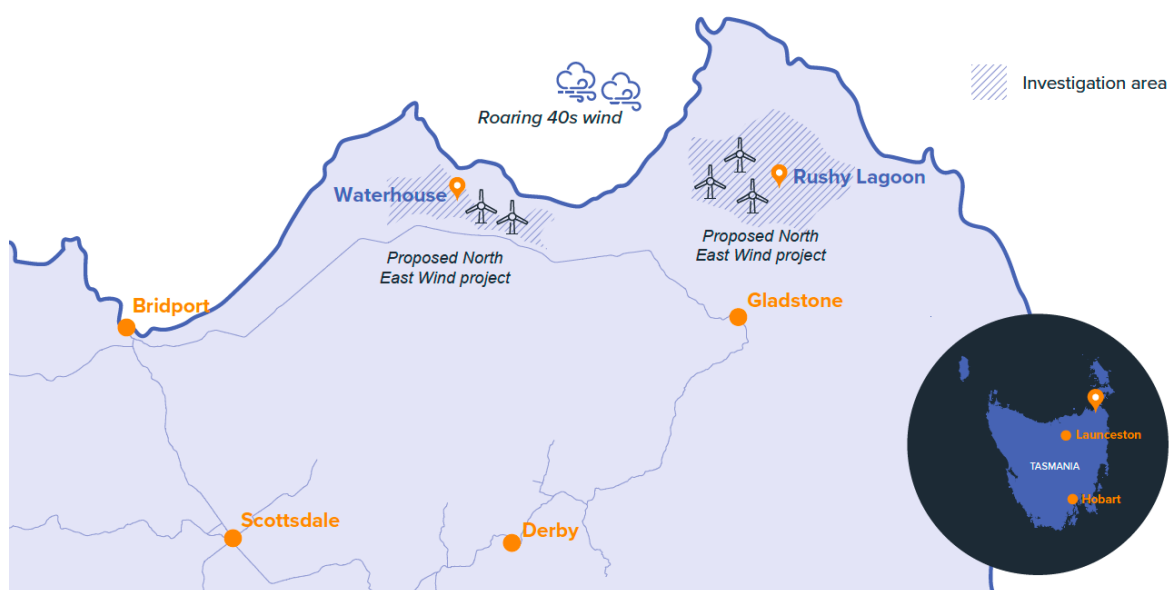 Investigation area
Roaring 40s wind
Waterhouse
Rushy Lagoon
Proposed North
East Wind project
Proposed North
East Wind project
Bridport
Gladstone
Scottsdale
Derby
Launceston
TASMANIA
Hobart